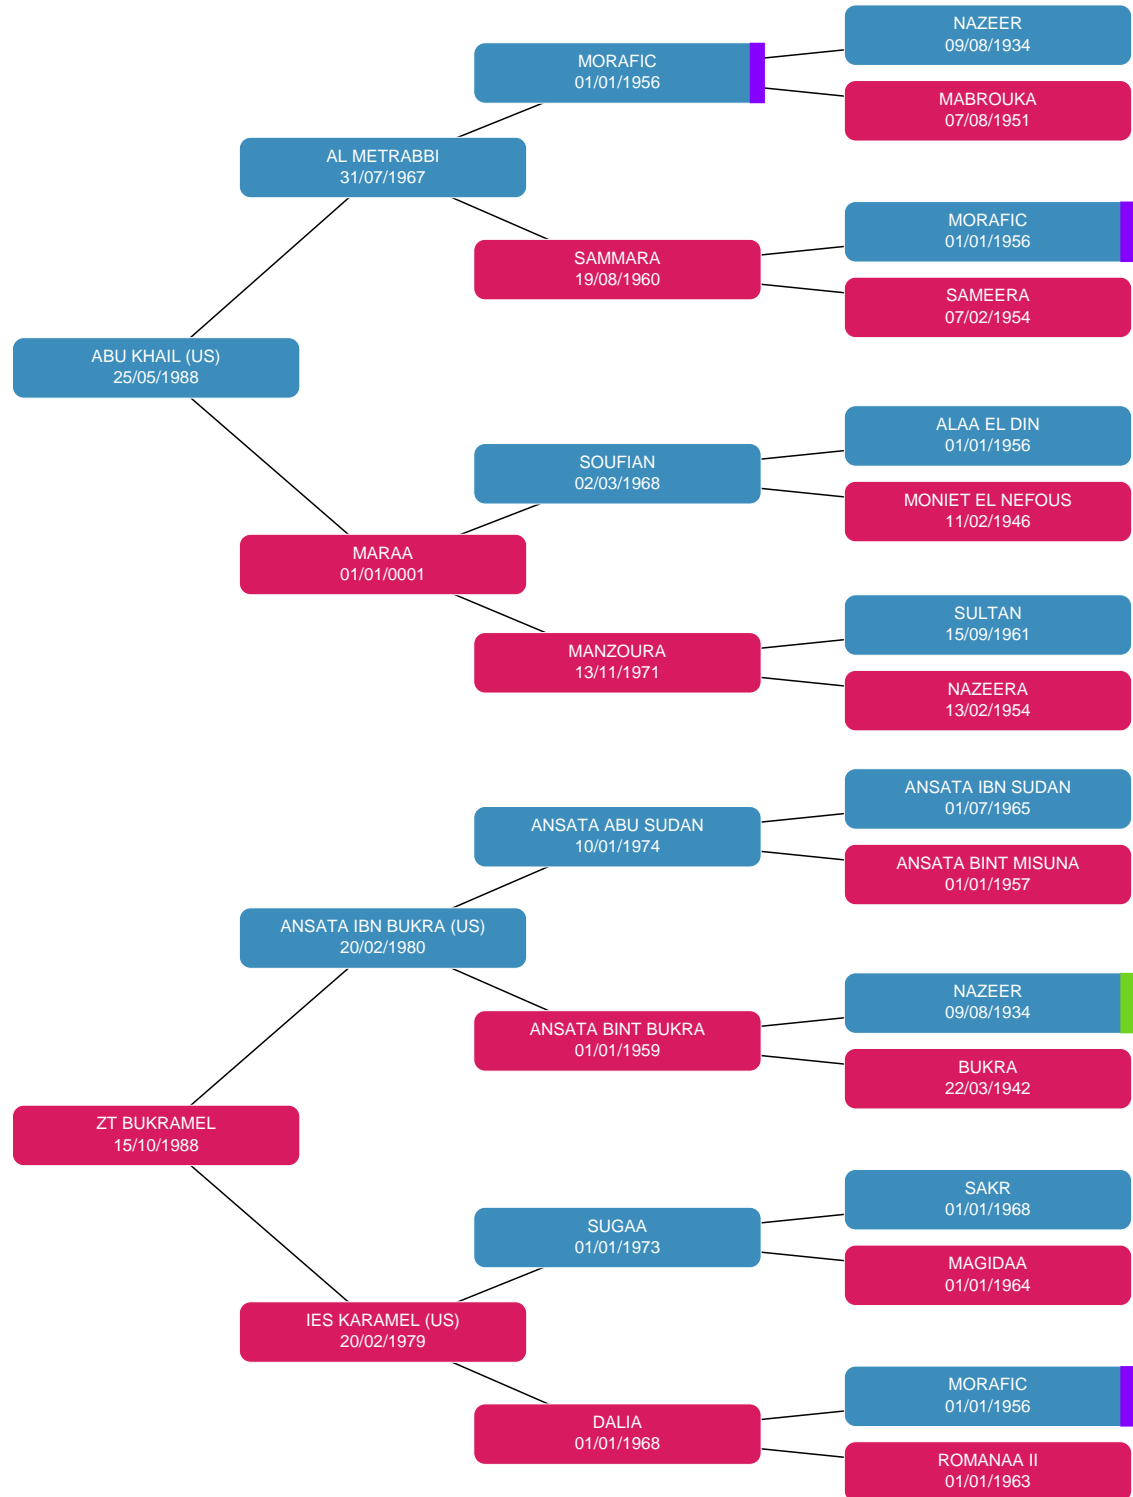 NAZEER
09/08/1934
MORAFIC
01/01/1956
MABROUKA
07/08/1951
AL METRABBI
31/07/1967
MORAFIC
01/01/1956
SAMMARA
19/08/1960
SAMEERA
07/02/1954
ABU KHAIL (US)
25/05/1988
ALAA EL DIN
01/01/1956
SOUFIAN
02/03/1968
MONIET EL NEFOUS
11/02/1946
MARAA
01/01/0001
SULTAN
15/09/1961
MANZOURA
13/11/1971
NAZEERA
13/02/1954
ANSATA IBN SUDAN
01/07/1965
ANSATA ABU SUDAN
10/01/1974
ANSATA BINT MISUNA
01/01/1957
ANSATA IBN BUKRA (US)
20/02/1980
NAZEER
09/08/1934
ANSATA BINT BUKRA
01/01/1959
BUKRA
22/03/1942
ZT BUKRAMEL
15/10/1988
SAKR
01/01/1968
SUGAA
01/01/1973
MAGIDAA
01/01/1964
IES KARAMEL (US)
20/02/1979
MORAFIC
01/01/1956
DALIA
01/01/1968
ROMANAA II
01/01/1963